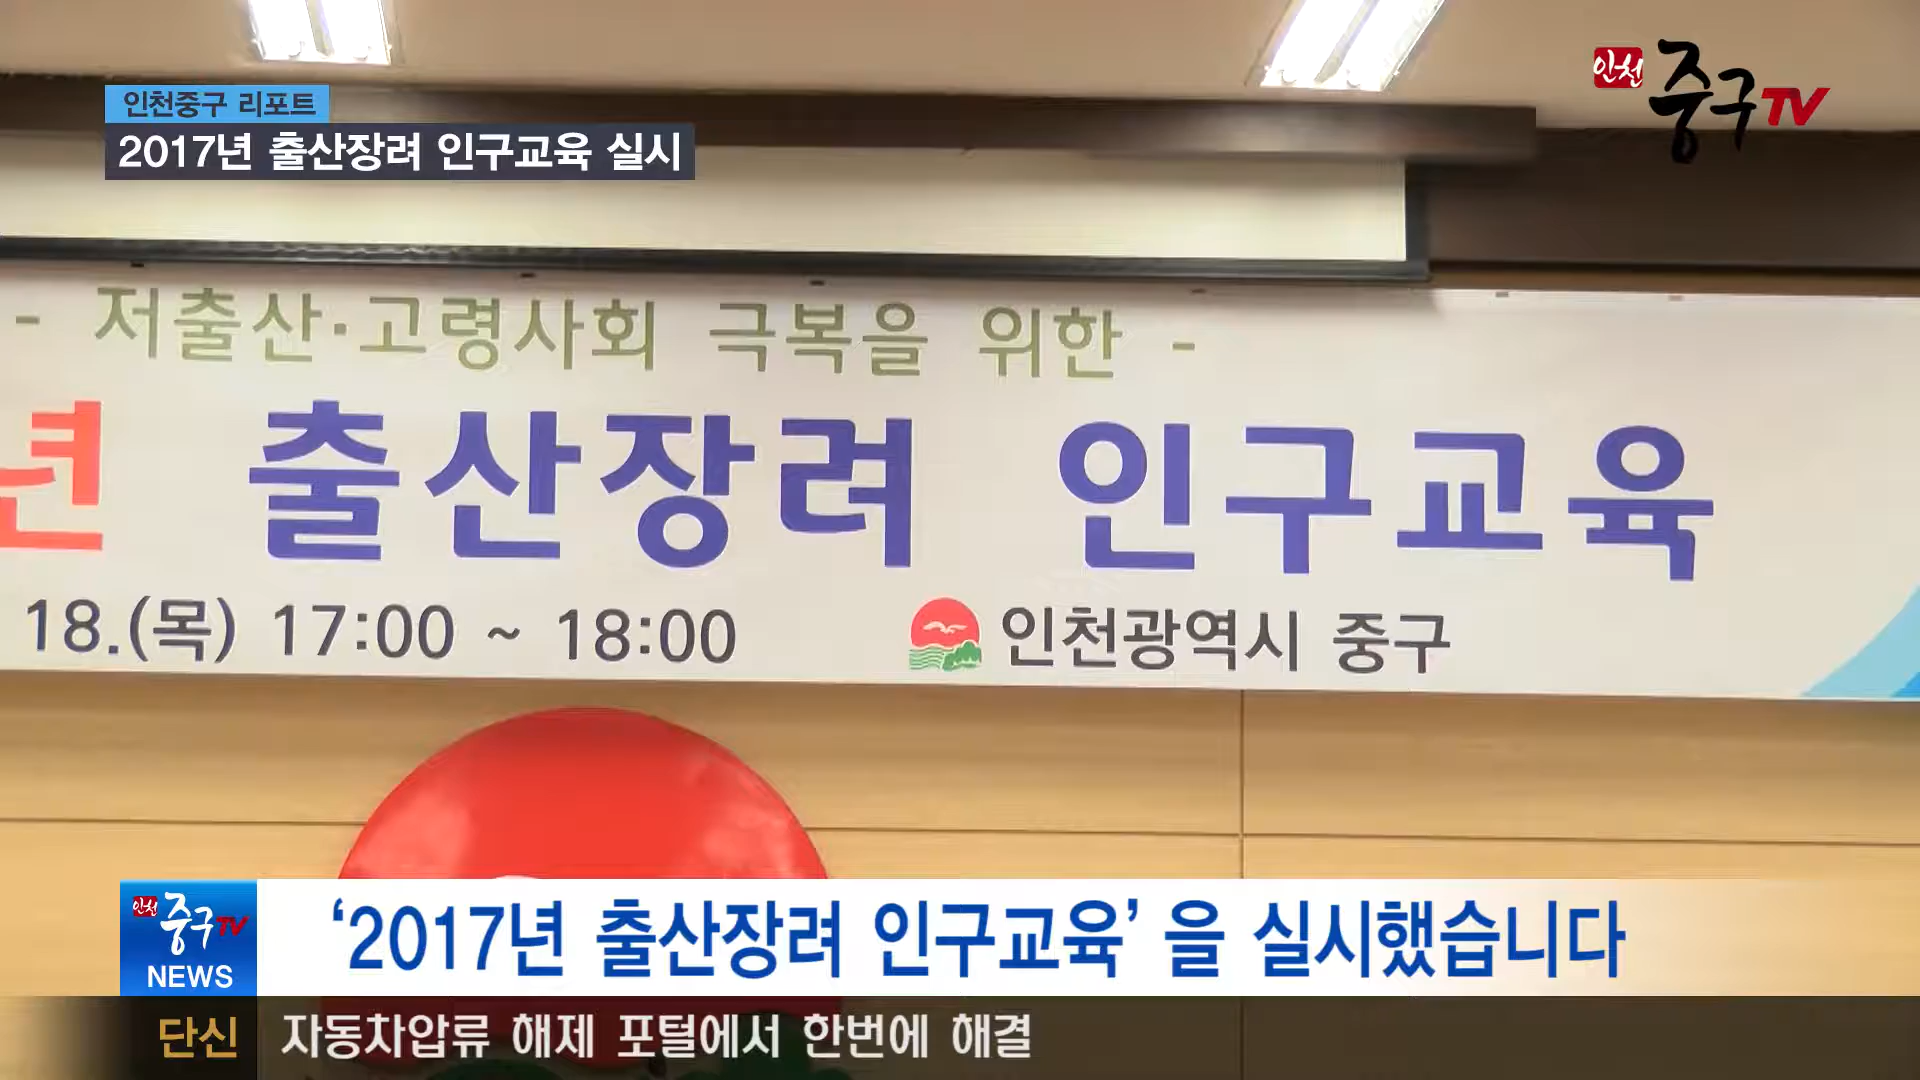 인천중구 리포트
2017년 출산장려 인구교육 실시
인천 중구TV
- 저출산·고령사회 극복을 위한 -
년 출산장려 인구교육
18.(목) 17:00 ~ 18:00 인천광역시 중구
인천 중구TV
NEWS
‘2017년 출산장려 인구교육’ 을 실시했습니다
단신 자동차압류 해제 포털에서 한번에 해결